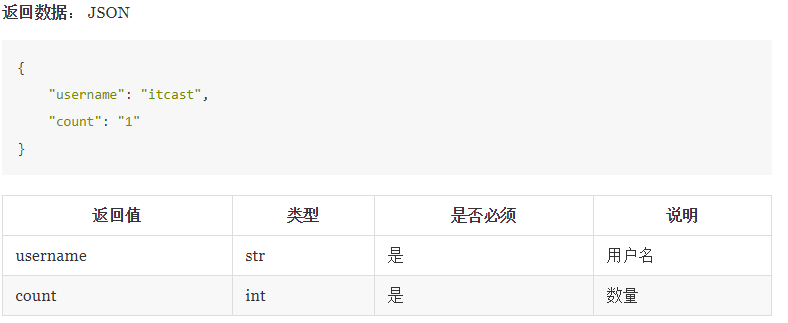 返回数据： JSON
{
    "username": "itcast",
    "count": "1"
}
返回值 类型 是否必须 说明
username str 是 用户名
count int 是 数量